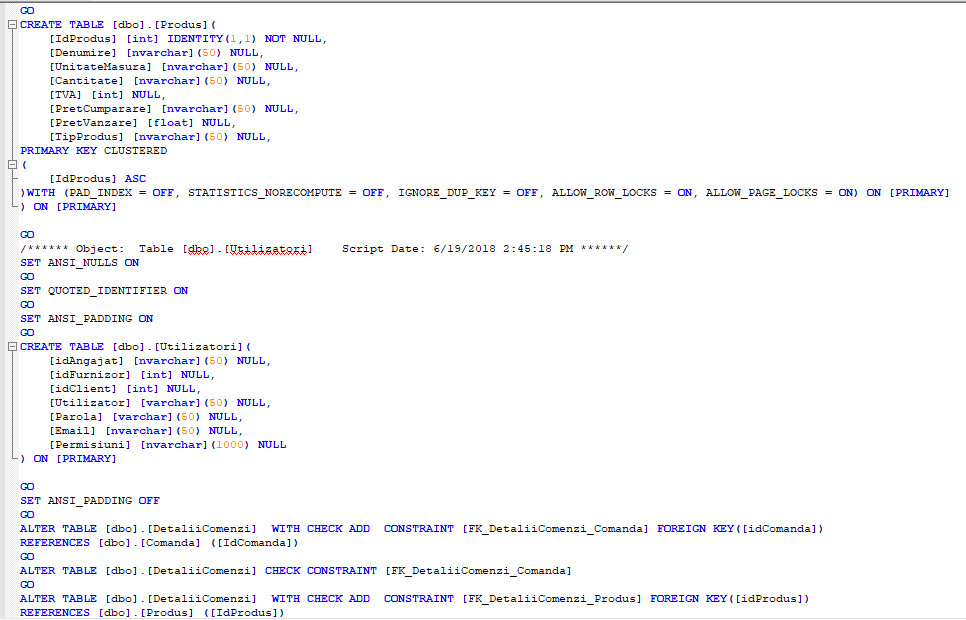 GO
CREATE TABLE [dbo].[Produs](
[IdProdus] [int] IDENTITY(1,1) NOT NULL,
[Denumire] [nvarchar](50) NULL,
[UnitateMasura] [nvarchar](50) NULL,
[Cantitate] [nvarchar](50) NULL,
[TVA] [int] NULL,
[PretCumparare] [nvarchar](50) NULL,
[PretVanzare] [float] NULL,
[TipProdus] [nvarchar](50) NULL,
PRIMARY KEY CLUSTERED
(
[IdProdus] ASC
)WITH (PAD_INDEX = OFF, STATISTICS_NORECOMPUTE = OFF, IGNORE_DUP_KEY = OFF, ALLOW_ROW_LOCKS = ON, ALLOW_PAGE_LOCKS = ON) ON [PRIMARY]
) ON [PRIMARY]
GO
/****** Object:  Table [dbo].[Utilizatori]    Script Date: 6/19/2018 2:45:18 PM ******/
SET ANSI_NULLS ON
GO
SET QUOTED_IDENTIFIER ON
GO
SET ANSI_PADDING ON
GO
CREATE TABLE [dbo].[Utilizatori](
[idAngajat] [nvarchar](50) NULL,
[idFurnizor] [int] NULL,
[idClient] [int] NULL,
[Utilizator] [varchar](50) NULL,
[Parola] [varchar](50) NULL,
[Email] [nvarchar](50) NULL,
[Permisiuni] [nvarchar](1000) NULL
) ON [PRIMARY]
GO
SET ANSI_PADDING OFF
GO
ALTER TABLE [dbo].[DetaliiComenzi]  WITH CHECK ADD  CONSTRAINT [FK_DetaliiComenzi_Comanda] FOREIGN KEY([idComanda])
REFERENCES [dbo].[Comanda] ([IdComanda])
GO
ALTER TABLE [dbo].[DetaliiComenzi] CHECK CONSTRAINT [FK_DetaliiComenzi_Comanda]
GO
ALTER TABLE [dbo].[DetaliiComenzi]  WITH CHECK ADD  CONSTRAINT [FK_DetaliiComenzi_Produs] FOREIGN KEY([idProdus])
REFERENCES [dbo].[Produs] ([IdProdus])